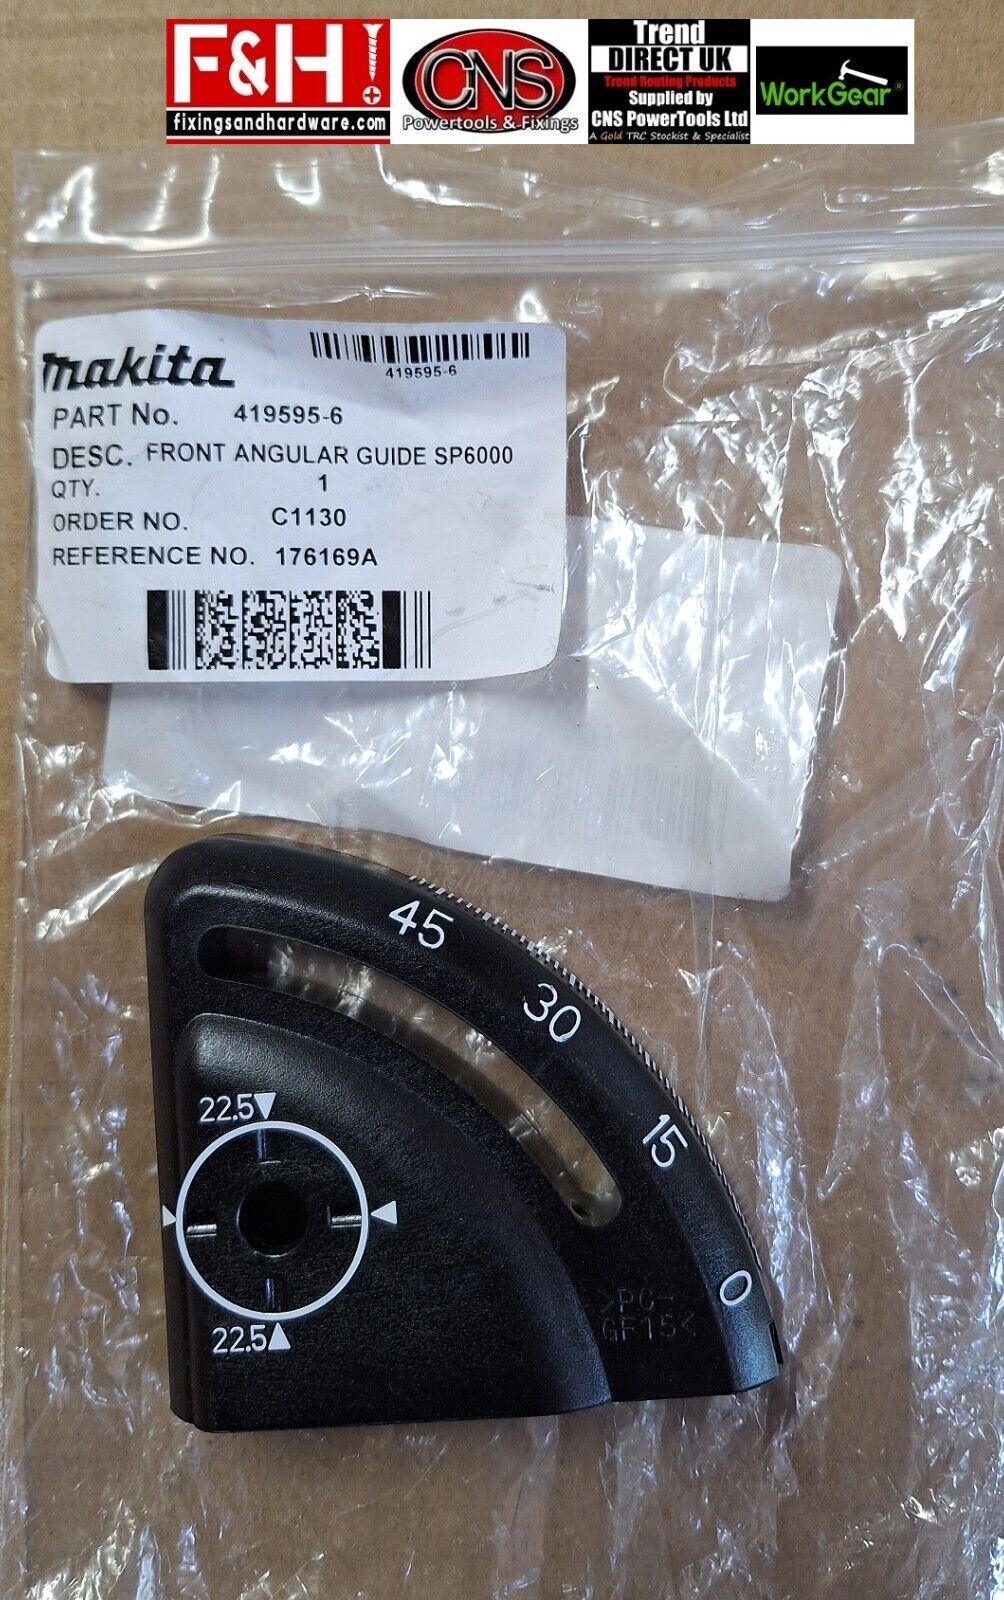 F&H!
fixingsandhardware.com
CNS
Powertools & Fixings
Trend
DIRECT UK
Trend Routing Products
Supplied by
CNS PowerTools Ltd
A Gold TRC Stockist & Specialist
WorkGear®
makita
419595-6
PART No. 419595-6
DESC. FRONT ANGULAR GUIDE SP6000
QTY. 1
ORDER NO. C1130
REFERENCE NO. 176169A
45
30
15
0
22.5
22.5
>PC-
GF15<